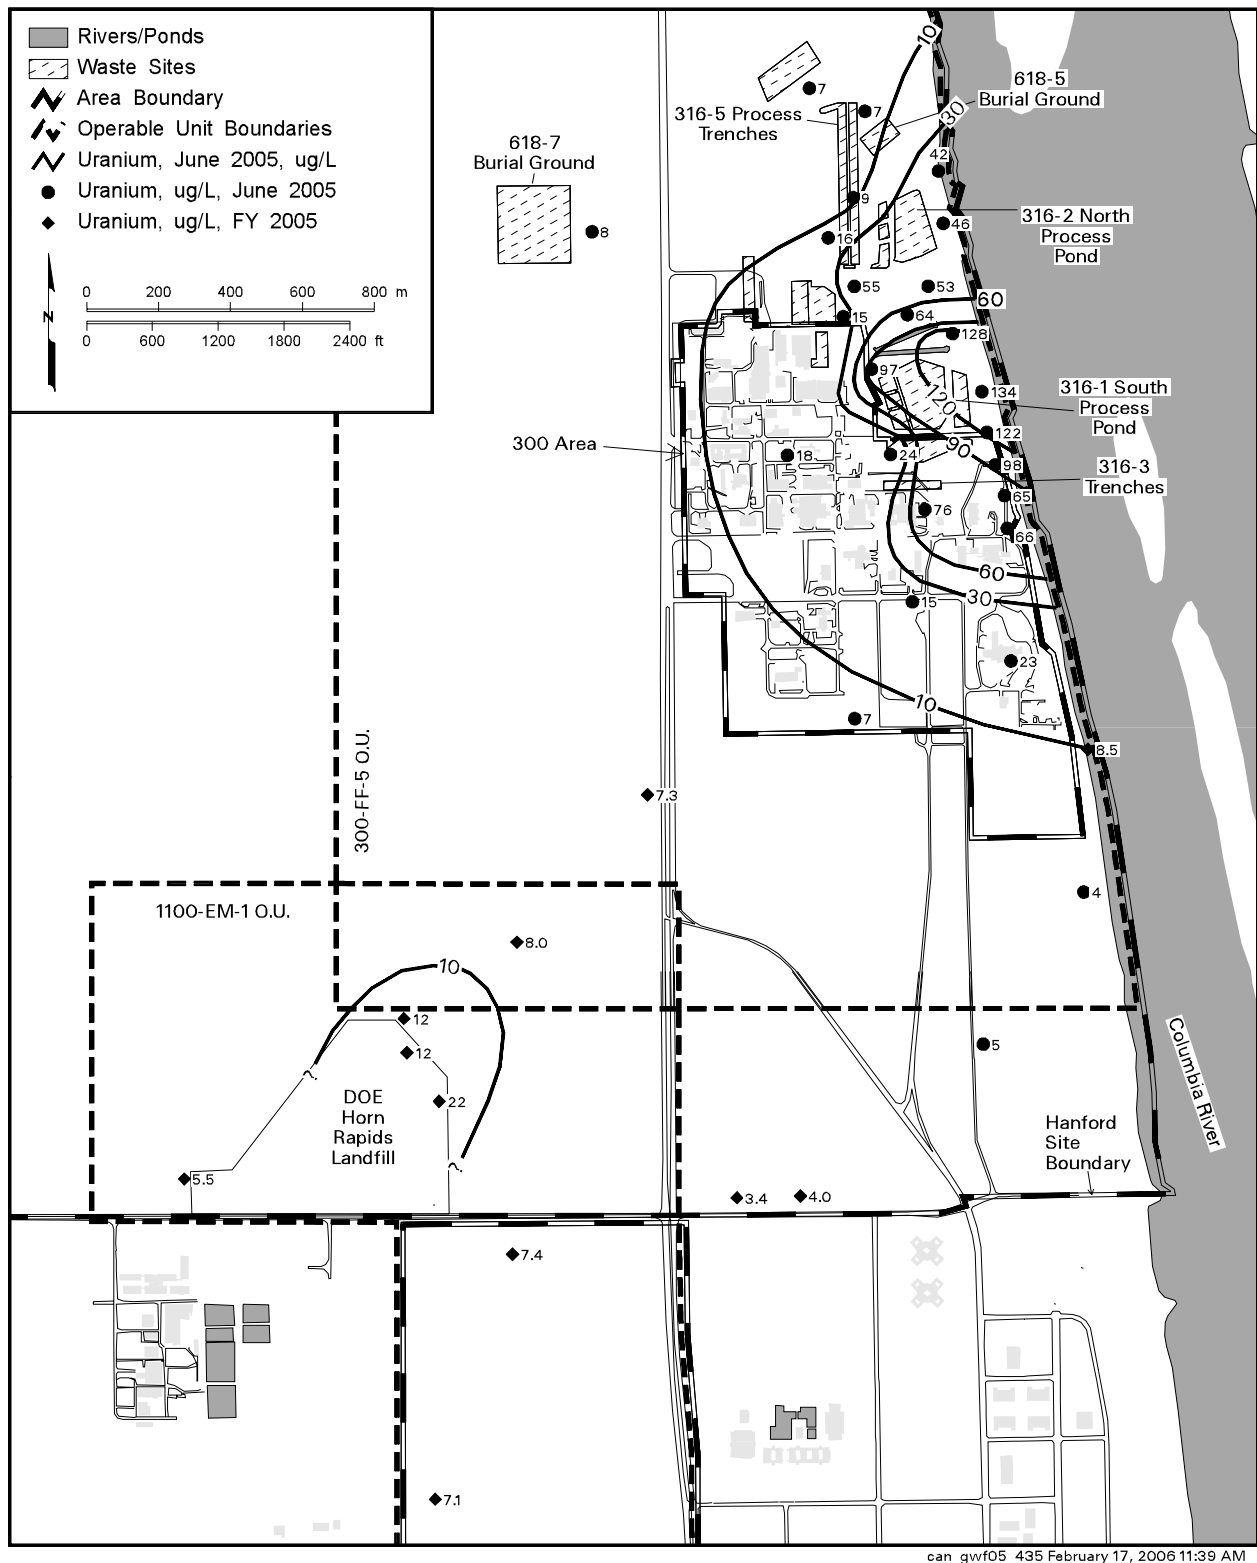 Rivers/Ponds
Waste Sites
Area Boundary
Operable Unit Boundaries
Uranium, June 2005, ug/L
Uranium, ug/L, June 2005
Uranium, ug/L, FY 2005
N
0 200 400 600 800 m
0 600 1200 1800 2400 ft
10
7
618-5
Burial Ground
316-5 Process
Trenches
7
30
618-7
Burial Ground
42
9
8
16
46
316-2 North
Process
Pond
55
53
60
15
64
128
97
134
120
316-1 South
Process
Pond
122
300 Area
18
24
90
98
316-3
Trenches
65
76
66
60
30
15
23
10
7
8.5
300-FF-5 O.U.
7.3
4
1100-EM-1 O.U.
8.0
10
12
12
5
?
22
DOE
Horn
Rapids
Landfill
?
Columbia River
Hanford
Site
Boundary
5.5
3.4
4.0
7.4
7.1
can_gwf05_435 February 17, 2006 11:39 AM